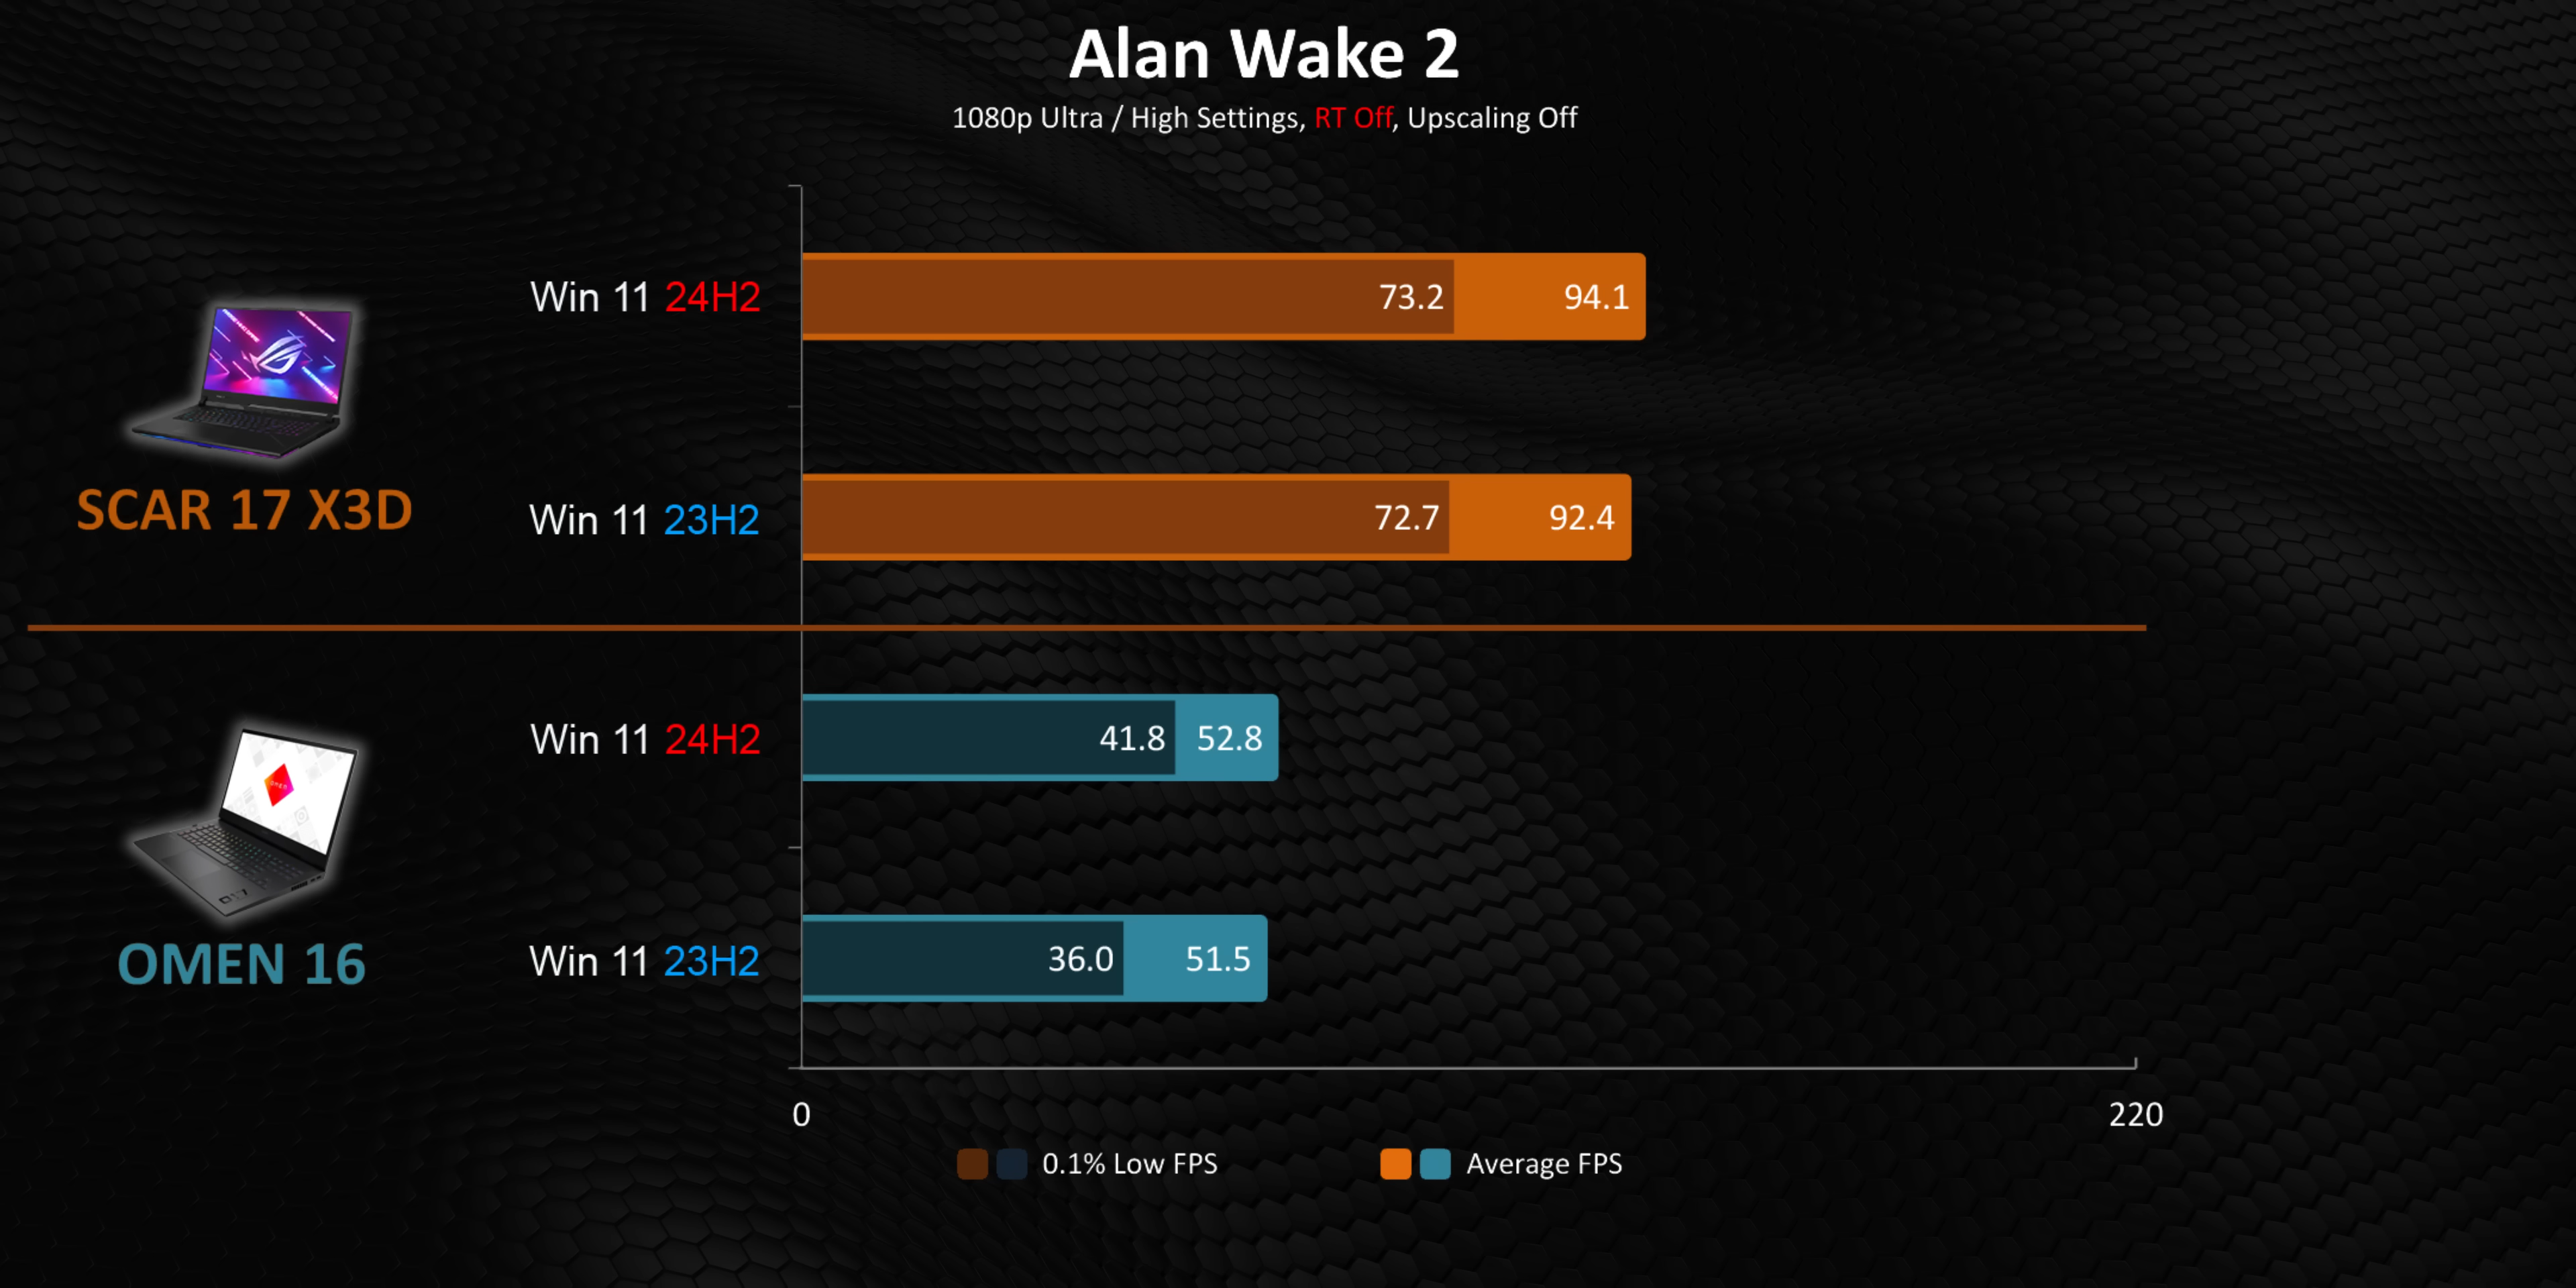 Alan Wake 2
1080p Ultra / High Settings, RT Off, Upscaling Off
Win 11 24H2
73.2 94.1
SCAR 17 X3D
Win 11 23H2
72.7 92.4
Win 11 24H2
41.8 52.8
OMEN 16
Win 11 23H2
36.0 51.5
0 220
0.1% Low FPS Average FPS